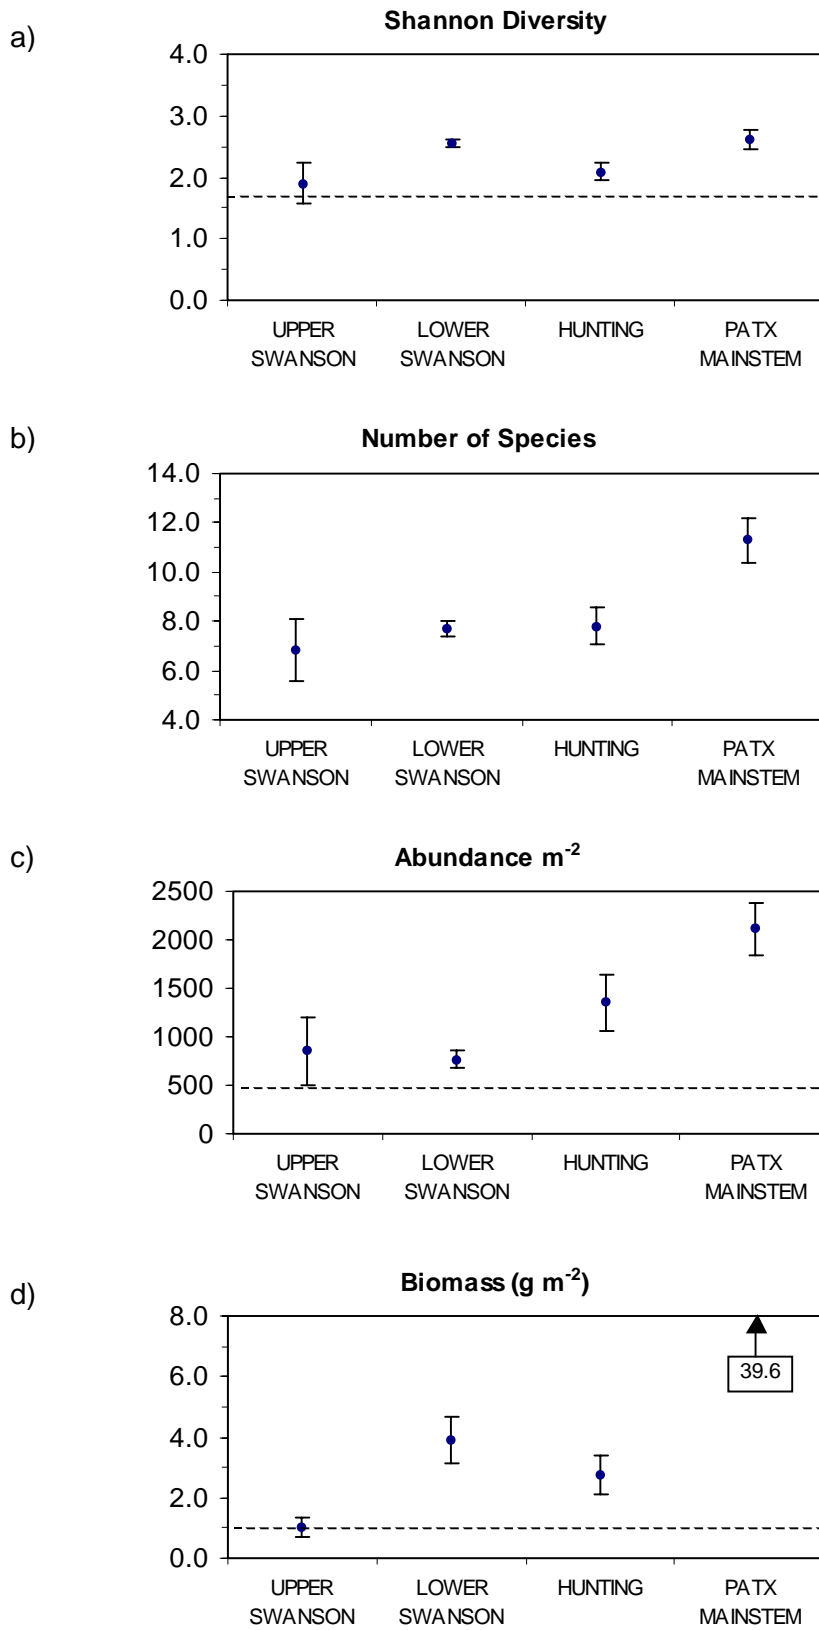 a)
Shannon Diversity
4.0
3.0
2.0
1.0
0.0
UPPER SWANSON
LOWER SWANSON
HUNTING
PATX MAINSTEM
b)
Number of Species
14.0
12.0
10.0
8.0
6.0
4.0
UPPER SWANSON
LOWER SWANSON
HUNTING
PATX MAINSTEM
c)
Abundance m⁻²
2500
2000
1500
1000
500
0
UPPER SWANSON
LOWER SWANSON
HUNTING
PATX MAINSTEM
d)
Biomass (g m⁻²)
8.0
6.0
4.0
2.0
0.0
39.6
UPPER SWANSON
LOWER SWANSON
HUNTING
PATX MAINSTEM